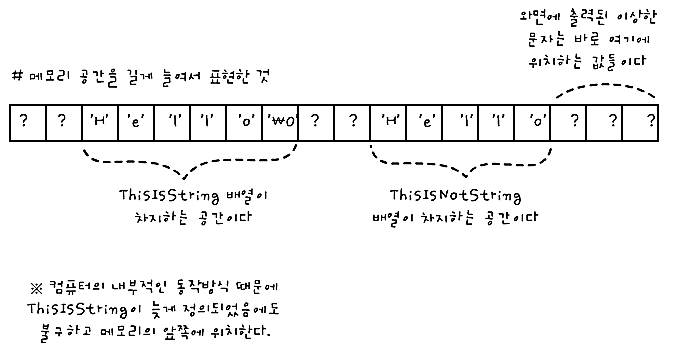 화면에 출력된 이상한
문자는 바로 여기에
위치하는 값들이다
# 메모리 공간을 길게 늘여서 표현한 것
? ? 'H' 'e' 'l' 'l' 'o' '₩0' ? ? 'H' 'e' 'l' 'l' 'o' ? ? ?
ThiSISString 배열이
차지하는 공간이다
ThiSISNotString
배열이 차지하는 공간이다
※ 컴퓨터의 내부적인 동작방식 때문에
ThiSISString이 늦게 정의되었음에도
불구하고 메모리의 앞쪽에 위치한다.